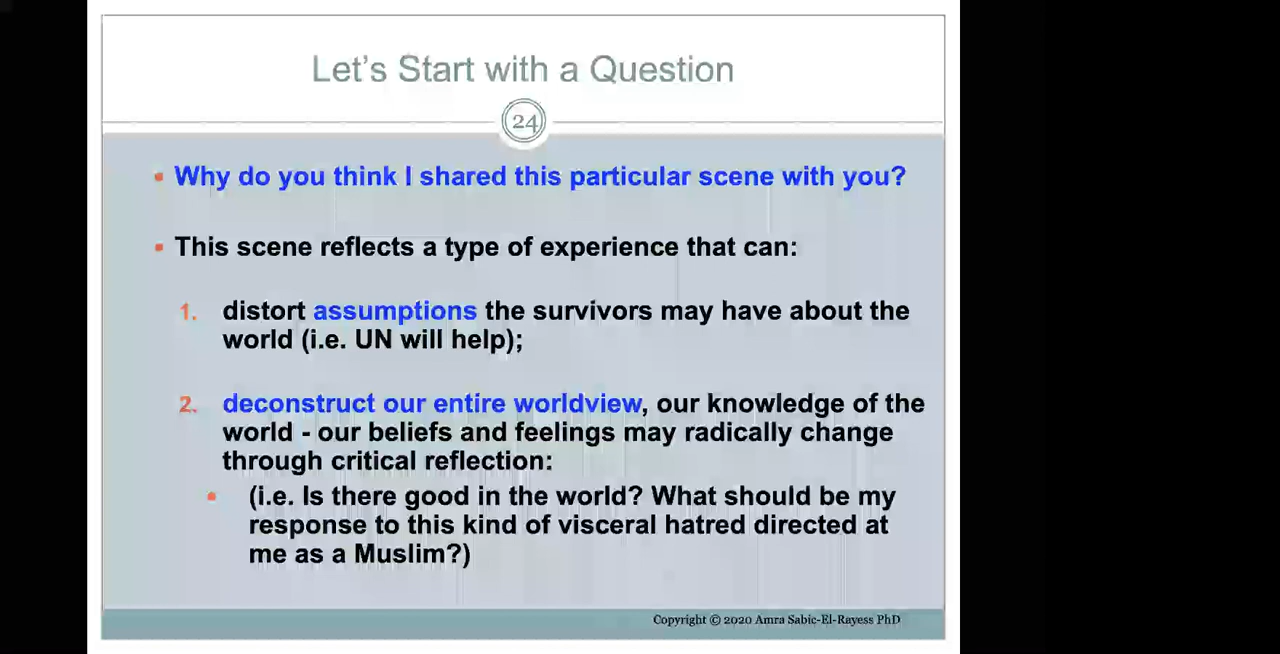 Let's Start with a Question
24
▪ Why do you think I shared this particular scene with you?
▪ This scene reflects a type of experience that can:
1. distort assumptions the survivors may have about the
world (i.e. UN will help);
2. deconstruct our entire worldview, our knowledge of the
world - our beliefs and feelings may radically change
through critical reflection:
• (i.e. Is there good in the world? What should be my
response to this kind of visceral hatred directed at
me as a Muslim?)
Copyright © 2020 Amra Sabic-El-Rayess PhD